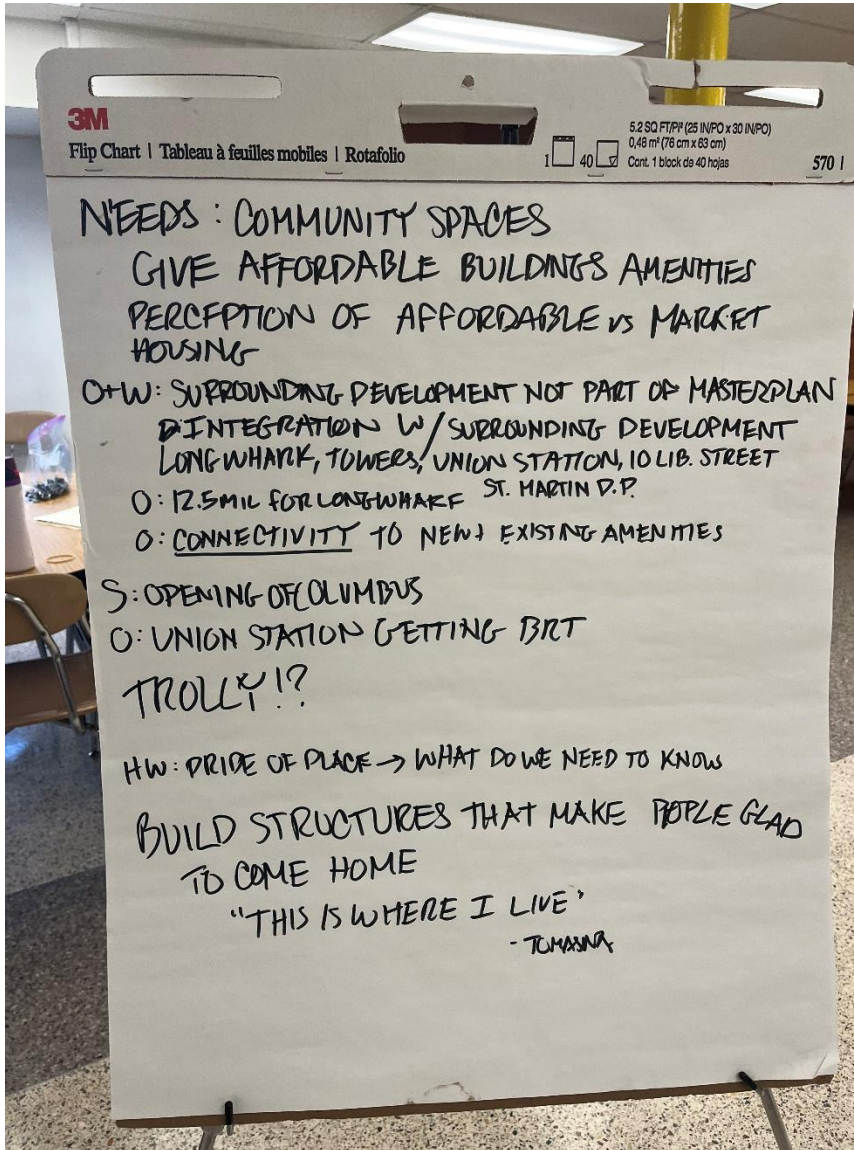 3M
Flip Chart | Tableau à feuilles mobiles | Rotafolio
1 40
5.2 SQ FT/PI² (25 IN/PO x 30 IN/PO)
0,48 m² (76 cm x 63 cm)
Cont. 1 block de 40 hojas
570
NEEDS: COMMUNITY SPACES
GIVE AFFORDABLE BUILDINGS AMENITIES
PERCEPTION OF AFFORDABLE vs MARKET
HOUSING
O+W: SURROUNDING DEVELOPMENT NOT PART OF MASTERPLAN
INTEGRATION W/ SURROUNDING DEVELOPMENT
LONGWHARK, TOWERS, UNION STATION, 10 LIB. STREET
ST. MARTIN D.P.
O: 12.5MIL FOR LONGWHARF
O: CONNECTIVITY TO NEW+ EXISTING AMENITIES
S: OPENING OF COLUMBUS
O: UNION STATION GETTING BRT
TROLLY!?
HW: PRIDE OF PLACE → WHAT DO WE NEED TO KNOW
BUILD STRUCTURES THAT MAKE PEOPLE GLAD
TO COME HOME
"THIS IS WHERE I LIVE"